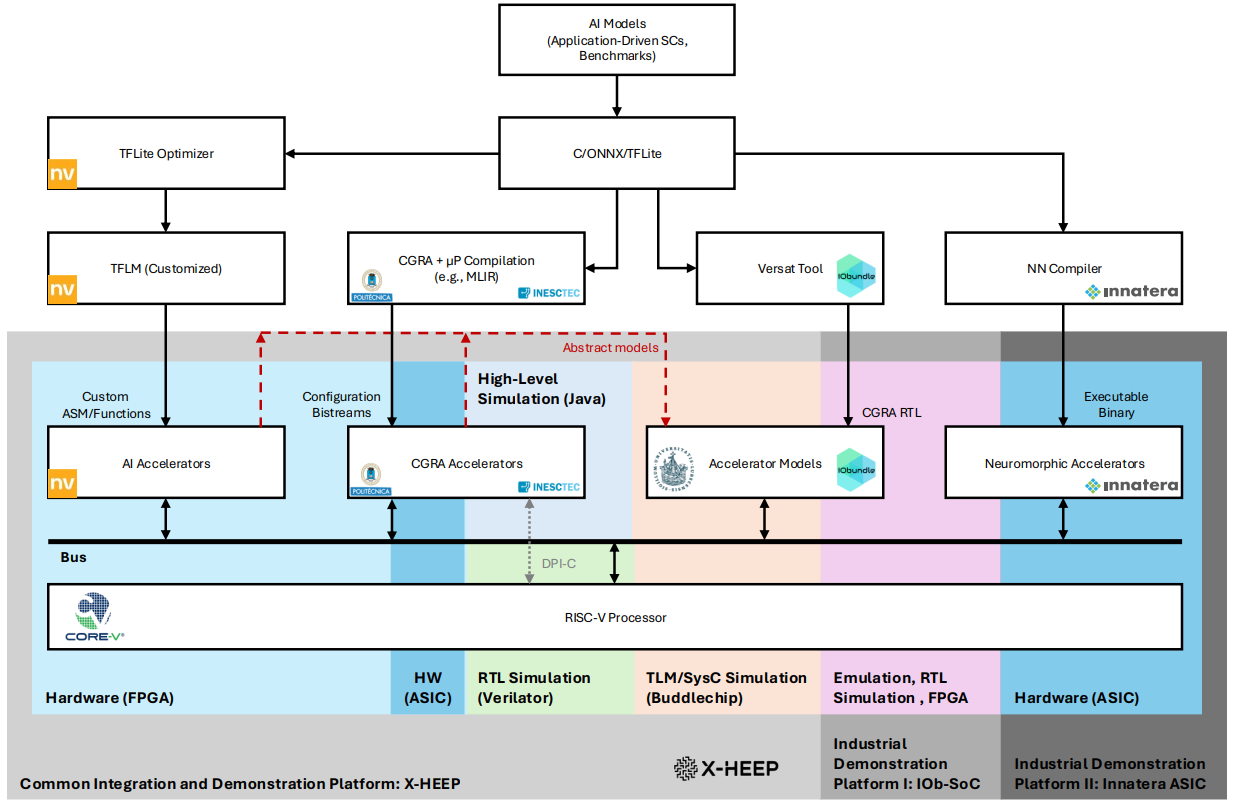 AI Models
(Application-Driven SCs,
Benchmarks)
TFLite Optimizer
nv
C/ONNX/TFLite
TFLM (Customized)
nv
CGRA + µP Compilation
(e.g., MLIR)
POLITÉCNICA
INESCTEC
Versat Tool
IObundle
NN Compiler
innatera
Abstract models
Custom
ASM/Functions
Configuration
Bistreams
High-Level
Simulation (Java)
CGRA RTL
Executable
Binary
AI Accelerators
nv
CGRA Accelerators
POLITÉCNICA
INESCTEC
Accelerator Models
IObundle
Neuromorphic Accelerators
innatera
Bus
DPI-C
RISC-V Processor
CORE-V®
Hardware (FPGA)
HW
(ASIC)
RTL Simulation
(Verilator)
TLM/SysC Simulation
(Buddlechip)
Emulation, RTL
Simulation , FPGA
Hardware (ASIC)
Common Integration and Demonstration Platform: X-HEEP
X-HEEP
Industrial
Demonstration
Platform I: IOb-SoC
Industrial Demonstration
Platform II: Innatera ASIC